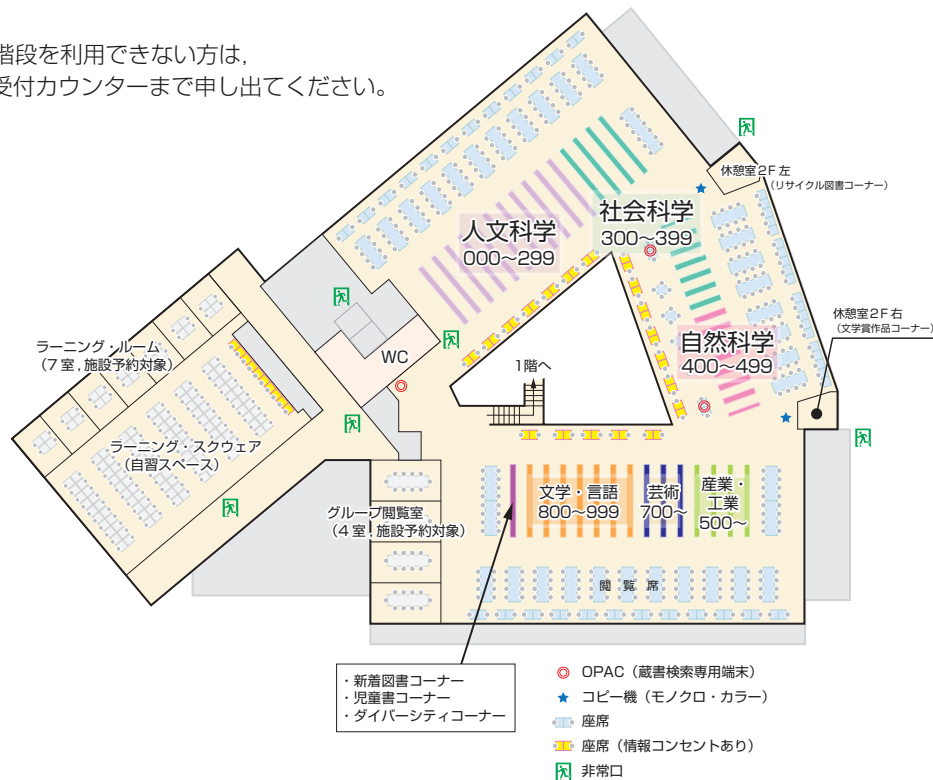 階段を利用できない方は,
受付カウンターまで申し出てください。
休憩室2F 左
(リサイクル図書コーナー)
社会科学
300〜399
人文科学
000〜299
休憩室2F 右
(文学賞作品コーナー)
自然科学
400〜499
ラーニング・ルーム
(7室,施設予約対象)
WC
1階へ
ラーニング・スクウェア
(自習スペース)
グループ閲覧室
(4室,施設予約対象)
文学・言語
800〜999
芸術
700〜
産業・
工業
500〜
閲覧席
・新着図書コーナー
・児童書コーナー
・ダイバーシティコーナー
OPAC(蔵書検索専用端末)
コピー機(モノクロ・カラー)
座席
座席(情報コンセントあり)
非常口